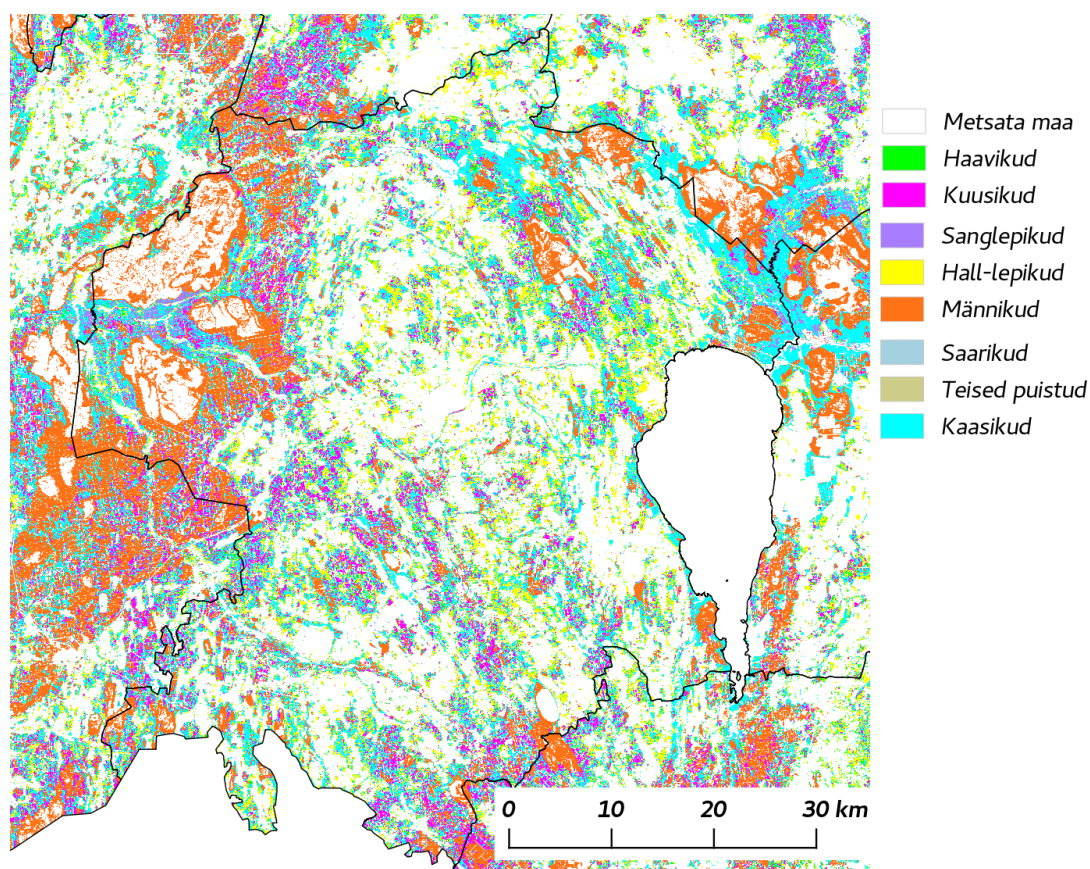 Metsata maa
Haavikud
Kuusikud
Sanglepikud
Hall-lepikud
Männikud
Saarikud
Teised puistud
Kaasikud
0 10 20 30 km